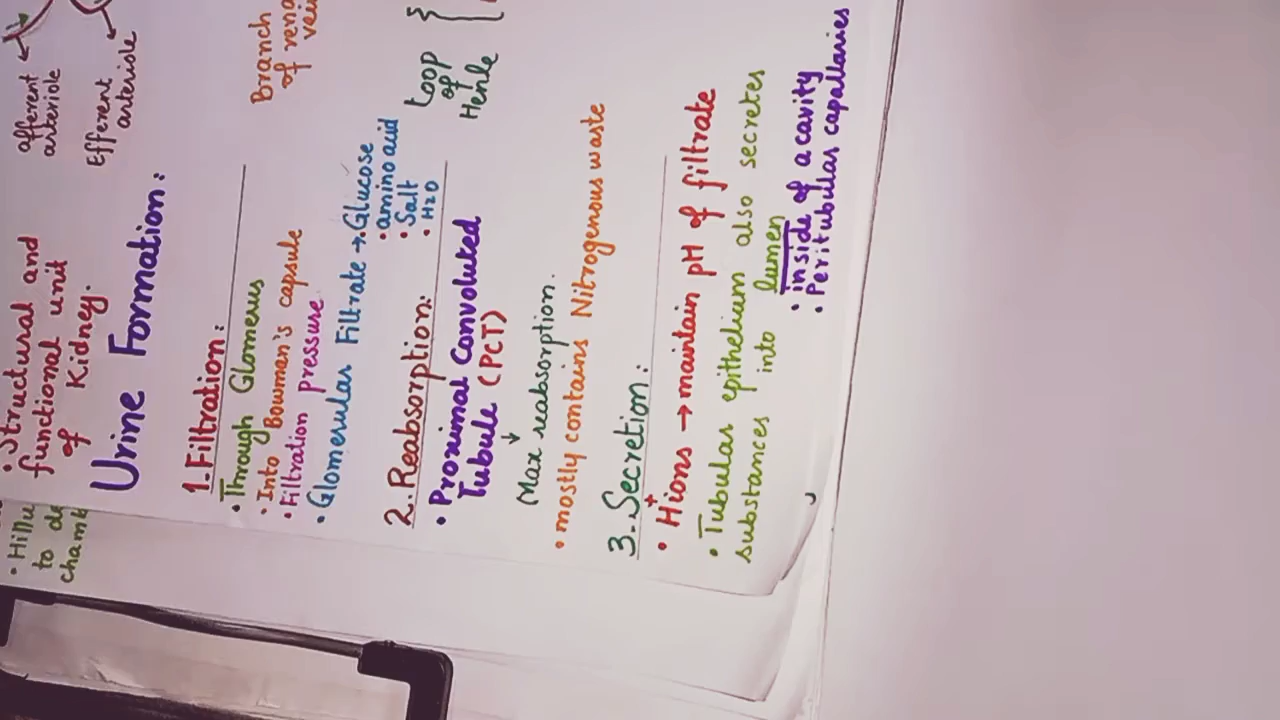 afferent
arteriole
Efferent
arteriole
• Structural and
functional unit
of Kidney.
to
Urine Formation:
1. Filtration:
• Through Glomerus
• Into Bowman's capsule
• Filtration pressure
• Glomerular Filtrate → • Glucose
• amino acid
• Salt
• H2O
Branch
of
2. Reabsorption:
• Proximal Convoluted
Tubule (PCT)
↓
Max reabsorption.
• mostly contains Nitrogenous waste
Loop
of
Henle
3. Secretion:
• H+ions → maintain pH of filtrate
• Tubular epithelium also secretes
substances into lumen
• inside of a cavity
• Peritubular capallaries